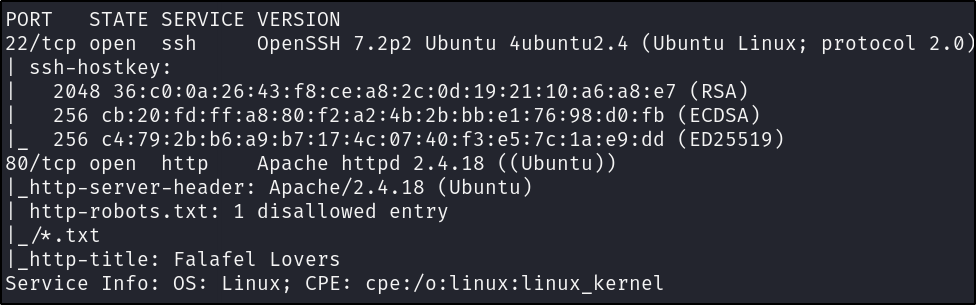 PORT   STATE SERVICE VERSION
22/tcp open  ssh     OpenSSH 7.2p2 Ubuntu 4ubuntu2.4 (Ubuntu Linux; protocol 2.0)
| ssh-hostkey:
|   2048 36:c0:0a:26:43:f8:ce:a8:2c:0d:19:21:10:a6:a8:e7 (RSA)
|   256 cb:20:fd:ff:a8:80:f2:a2:4b:2b:bb:e1:76:98:d0:fb (ECDSA)
|_  256 c4:79:2b:b6:a9:b7:17:4c:07:40:f3:e5:7c:1a:e9:dd (ED25519)
80/tcp open  http    Apache httpd 2.4.18 ((Ubuntu))
|_http-server-header: Apache/2.4.18 (Ubuntu)
| http-robots.txt: 1 disallowed entry
|_/*.txt
|_http-title: Falafel Lovers
Service Info: OS: Linux; CPE: cpe:/o:linux:linux_kernel